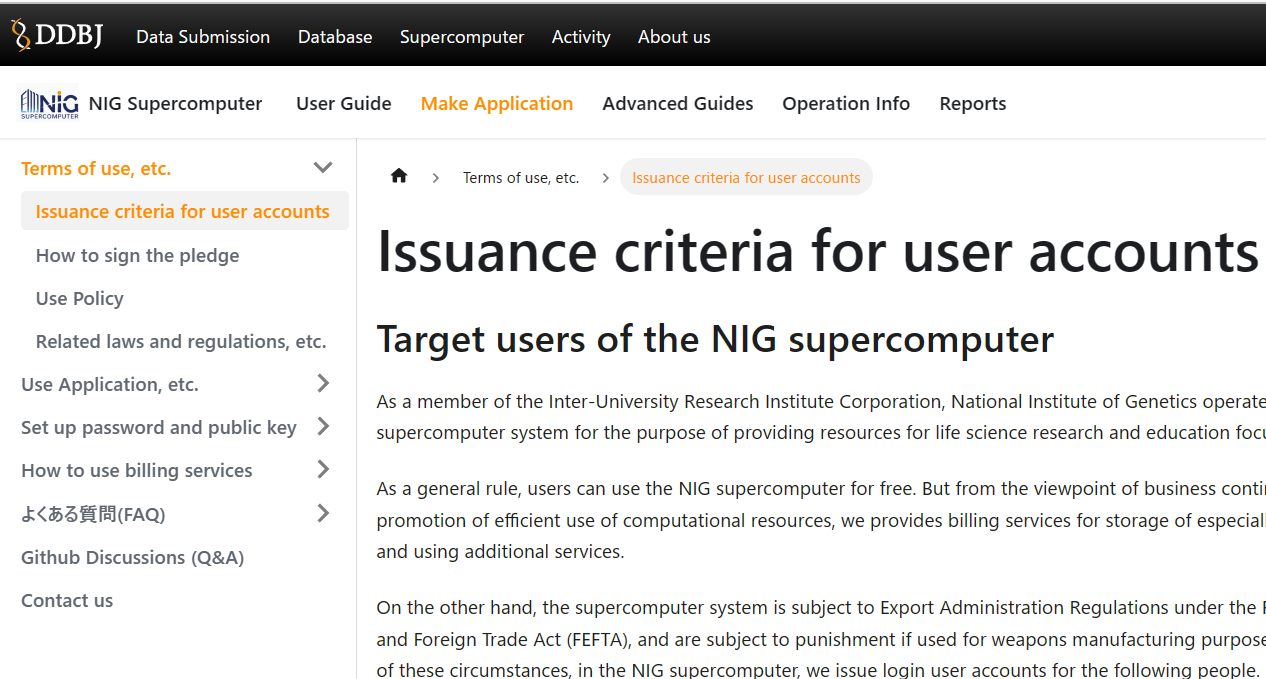 DDBJ Data Submission Database Supercomputer Activity About us
NIG SUPERCOMPUTER NIG Supercomputer User Guide Make Application Advanced Guides Operation Info Reports
Terms of use, etc.
Issuance criteria for user accounts
How to sign the pledge
Use Policy
Related laws and regulations, etc.
Use Application, etc.
Set up password and public key
How to use billing services
よくある質問(FAQ)
Github Discussions (Q&A)
Contact us
Terms of use, etc. Issuance criteria for user accounts
Issuance criteria for user accounts
Target users of the NIG supercomputer
As a member of the Inter-University Research Institute Corporation, National Institute of Genetics operate
supercomputer system for the purpose of providing resources for life science research and education
As a general rule, users can use the NIG supercomputer for free. But from the viewpoint of business
promotion of efficient use of computational resources, we provides billing services for storage of
and using additional services.
On the other hand, the supercomputer system is subject to Export Administration Regulations under the
and Foreign Trade Act (FEFTA), and are subject to punishment if used for weapons manufacturing
of these circumstances, in the NIG supercomputer, we issue login user accounts for the following people.